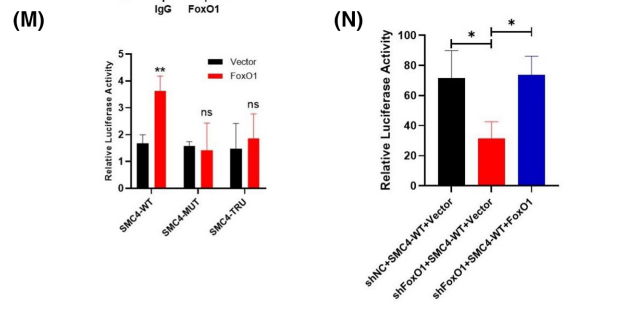 (M)
IgG FoxO1
Relative Luciferase Activity
5
4
3
2
1
0
Vector
FoxO1
**
ns
ns
SMC4-WT
SMC4-MUT
SMC4-TRU
(N)
Relative Luciferase Activity
100
80
60
40
20
0
*
*
shNC+SMC4-WT+Vector
shFoxO1+SMC4-WT+Vector
shFoxO1+SMC4-WT+FoxO1